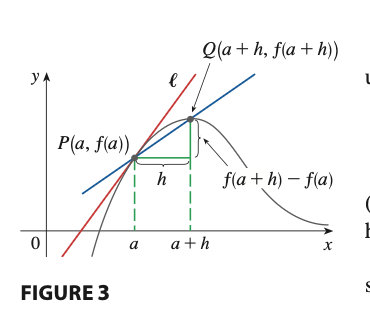 Q(a + h, f(a + h))
y
ℓ
P(a, f(a))
h
f(a + h) − f(a)
0
a
a + h
x
FIGURE 3